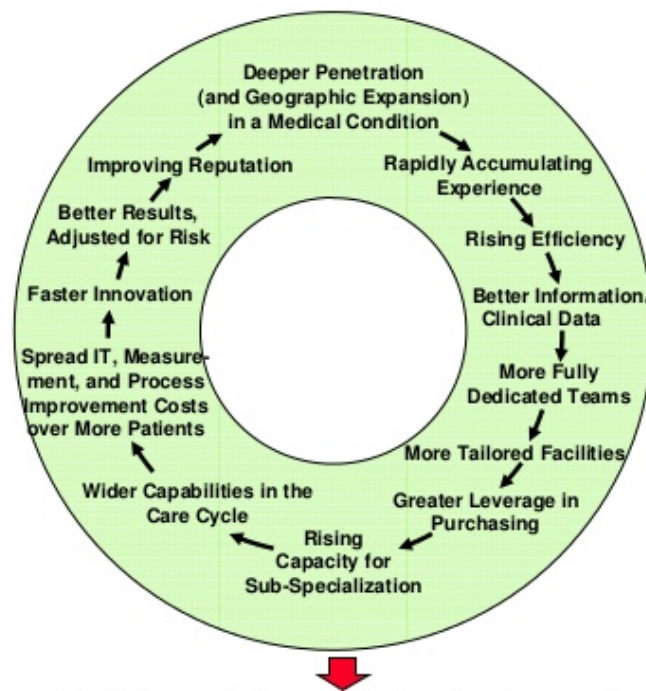 Deeper Penetration
(and Geographic Expansion)
in a Medical Condition
Rapidly Accumulating
Experience
Rising Efficiency
Better Information,
Clinical Data
More Fully
Dedicated Teams
More Tailored Facilities
Greater Leverage in
Purchasing
Rising
Capacity for
Sub-Specialization
Wider Capabilities in the
Care Cycle
Spread IT, Measure-
ment, and Process
Improvement Costs
over More Patients
Faster Innovation
Better Results,
Adjusted for Risk
Improving Reputation